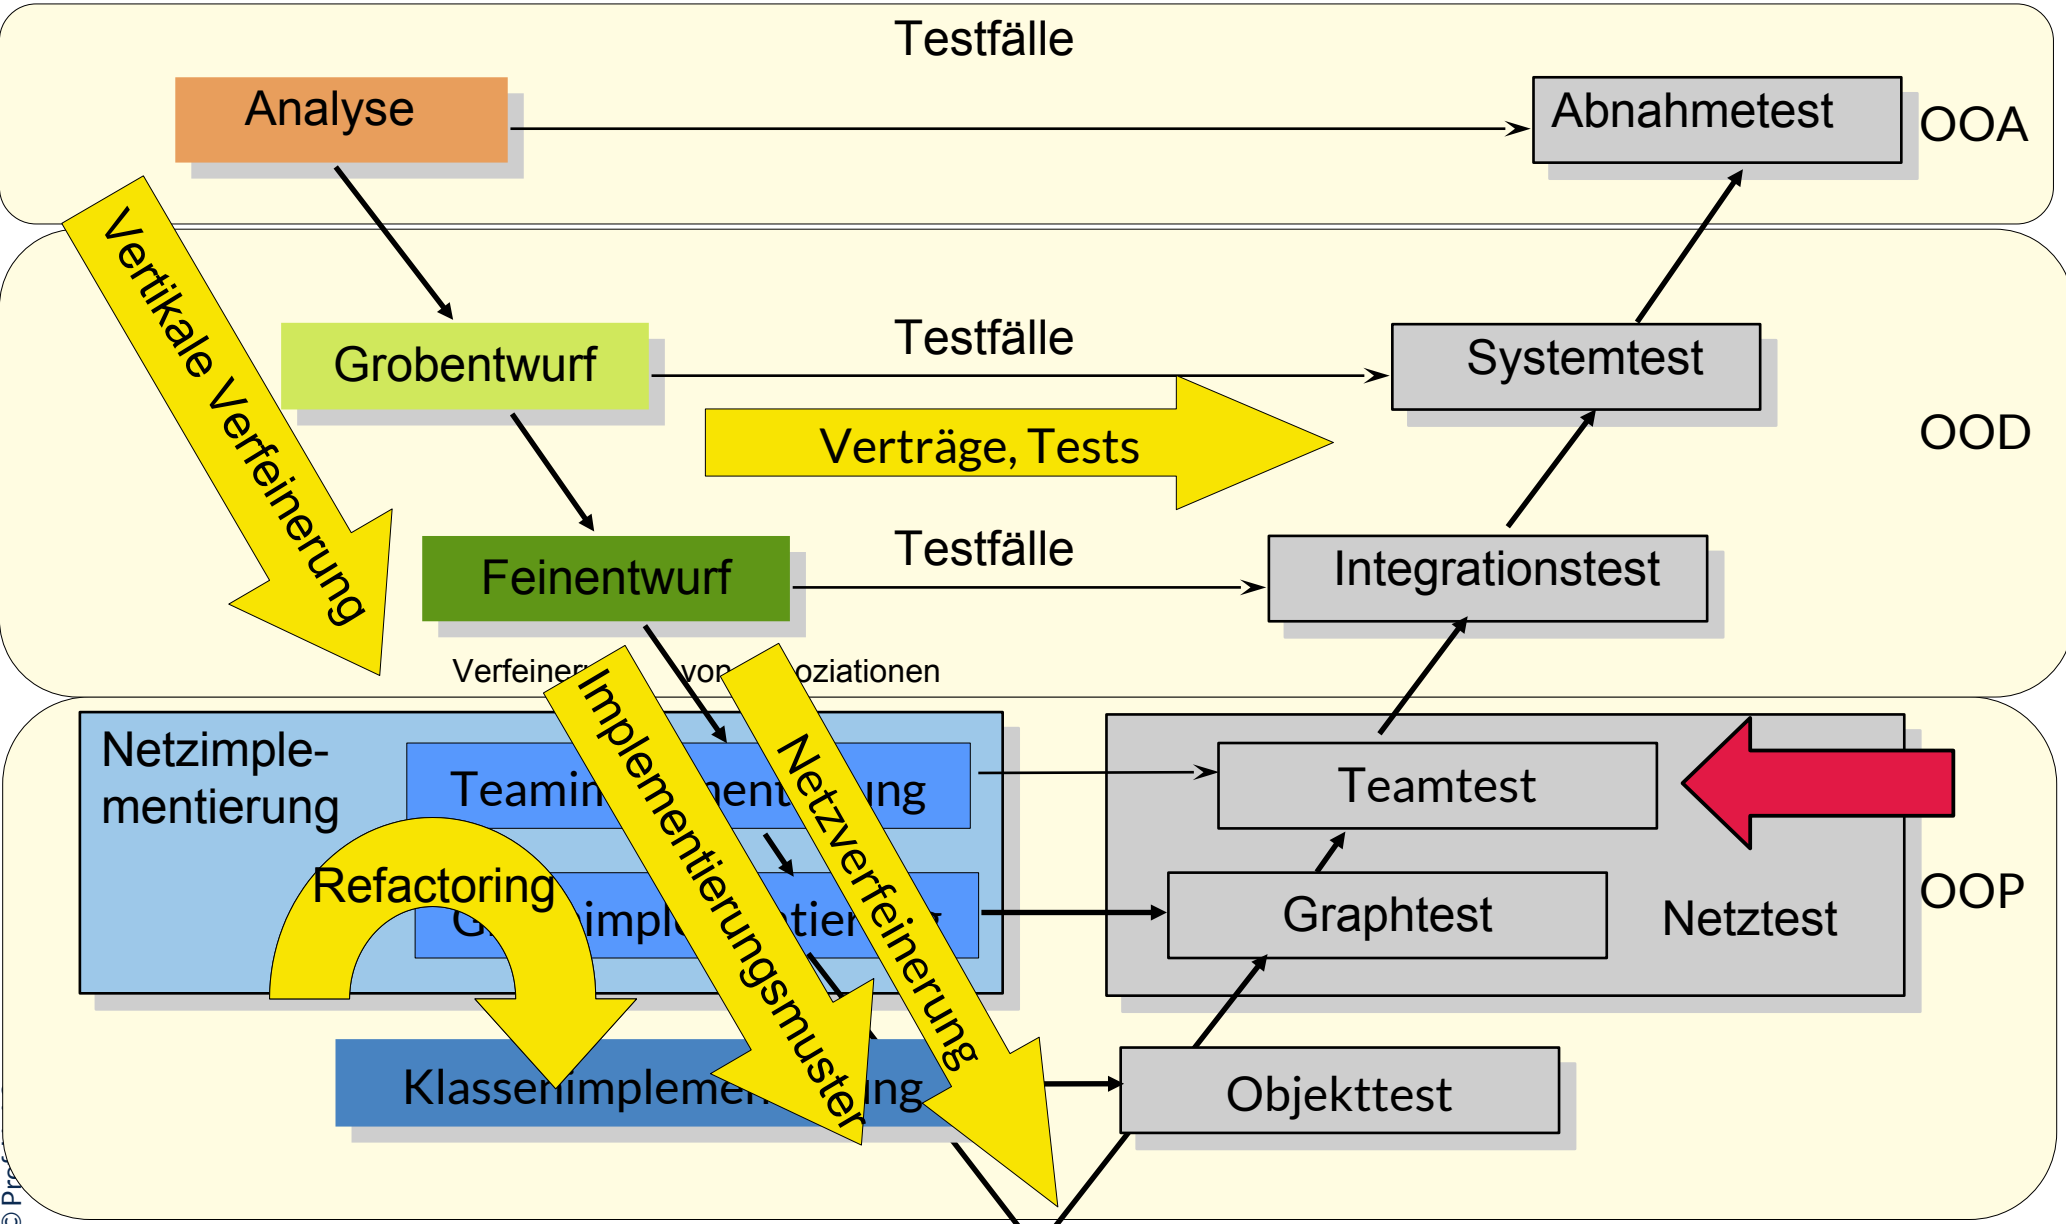 Testfälle
Analyse
Abnahmetest
OOA
Vertikale Verfeinerung
Testfälle
Grobentwurf
Systemtest
Verträge, Tests
OOD
Testfälle
Feinentwurf
Integrationstest
von
Netzimple-
mentierung
Implementierungsmuster
Netzverfeinerung
Teamtest
Refactoring
Graphtest
Netztest
OOP
Objekttest
©